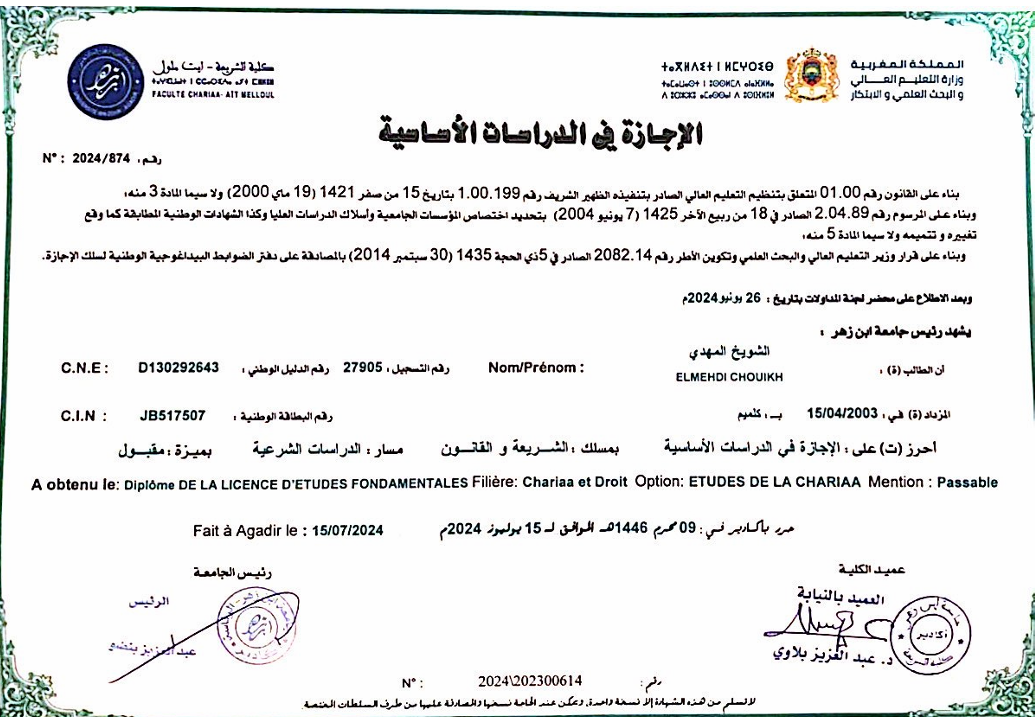 المملكة المغربية
وزارة التعليم العالي
و البحث العلمي و الابتكار
ⵜⴰⴳⵍⴷⵉⵜ ⵏ ⵍⵎⵖⵔⵉⴱ
كلية الشريعة - ايت ملول
FACULTE CHARIAA- AIT MELLOUL
الإجازة في الدراسات الأساسية
رقم: N° : 2024/874
بناء على القانون رقم 01.00 المتعلق بتنظيم التعليم العالي الصادر بتنفيذه الظهير الشريف رقم 1.00.199 بتاريخ 15 من صفر 1421 (19 ماي 2000) ولا سيما المادة 3 منه؛
وبناء على المرسوم رقم 2.04.89 الصادر في 18 من ربيع الآخر 1425 (7 يونيو 2004) بتحديد اختصاص المؤسسات الجامعية وأسلاك الدراسات العليا وكذا الشهادات الوطنية المطابقة كما وقع
تغييره و تتميمه ولا سيما المادة 5 منه؛
وبناء على قرار وزير التعليم العالي والبحث العلمي وتكوين الأطر رقم 2082.14 الصادر في 5 ذي الحجة 1435 (30 سبتمبر 2014) بالمصادقة على دفتر الضوابط البيداغوجية الوطنية لسلك الإجازة.
وبعد الاطلاع على محضر لجنة المداولات بتاريخ : 26 يونيو 2024م
يشهد رئيس جامعة ابن زهر :
الشويخ المهدي
أن الطالب (ة) : ELMEHDI CHOUIKH Nom/Prénom : رقم التسجيل: 27905 رقم الدليل الوطني: D130292643 C.N.E :
المزداد (ة) في : 15/04/2003 بـ: كلميم رقم البطاقة الوطنية : JB517507 C.I.N :
أحرز (ت) على : الإجازة في الدراسات الأساسية بمسلك : الشريعة و القانون مسار : الدراسات الشرعية بميزة : مقبول
A obtenu le: Diplôme DE LA LICENCE D'ETUDES FONDAMENTALES Filière: Chariaa et Droit Option: ETUDES DE LA CHARIAA Mention : Passable
حرر بأكادير في : 09 محرم 1446هـ الموافق لـ 15 يوليوز 2024م Fait à Agadir le : 15/07/2024
عميد الكلية
رئيس الجامعة
العميد بالنيابة
د. عبد العزيز بلاوي
الرئيس
عبد العزيز بنضو
أكادير
رقم: 2024\202300614 N° :
لا تسلم من هذه الشهادة إلا نسخة واحدة، ويمكن عند الحاجة نسخها والمصادقة عليها من طرف السلطات المختصة.